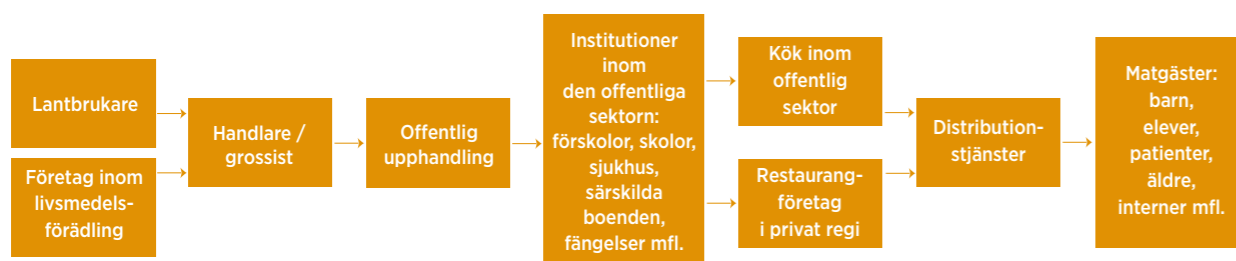 Lantbrukare
Företag inom
livsmedels-
förädling
Handlare /
grossist
Offentlig
upphandling
Institutioner
inom
den offentliga
sektorn:
förskolor, skolor,
sjukhus,
särskilda
boenden,
fängelser mfl.
Kök inom
offentlig
sektor
Restaurang-
företag
i privat regi
Distribution-
stjänster
Matgäster:
barn,
elever,
patienter,
äldre,
interner mfl.